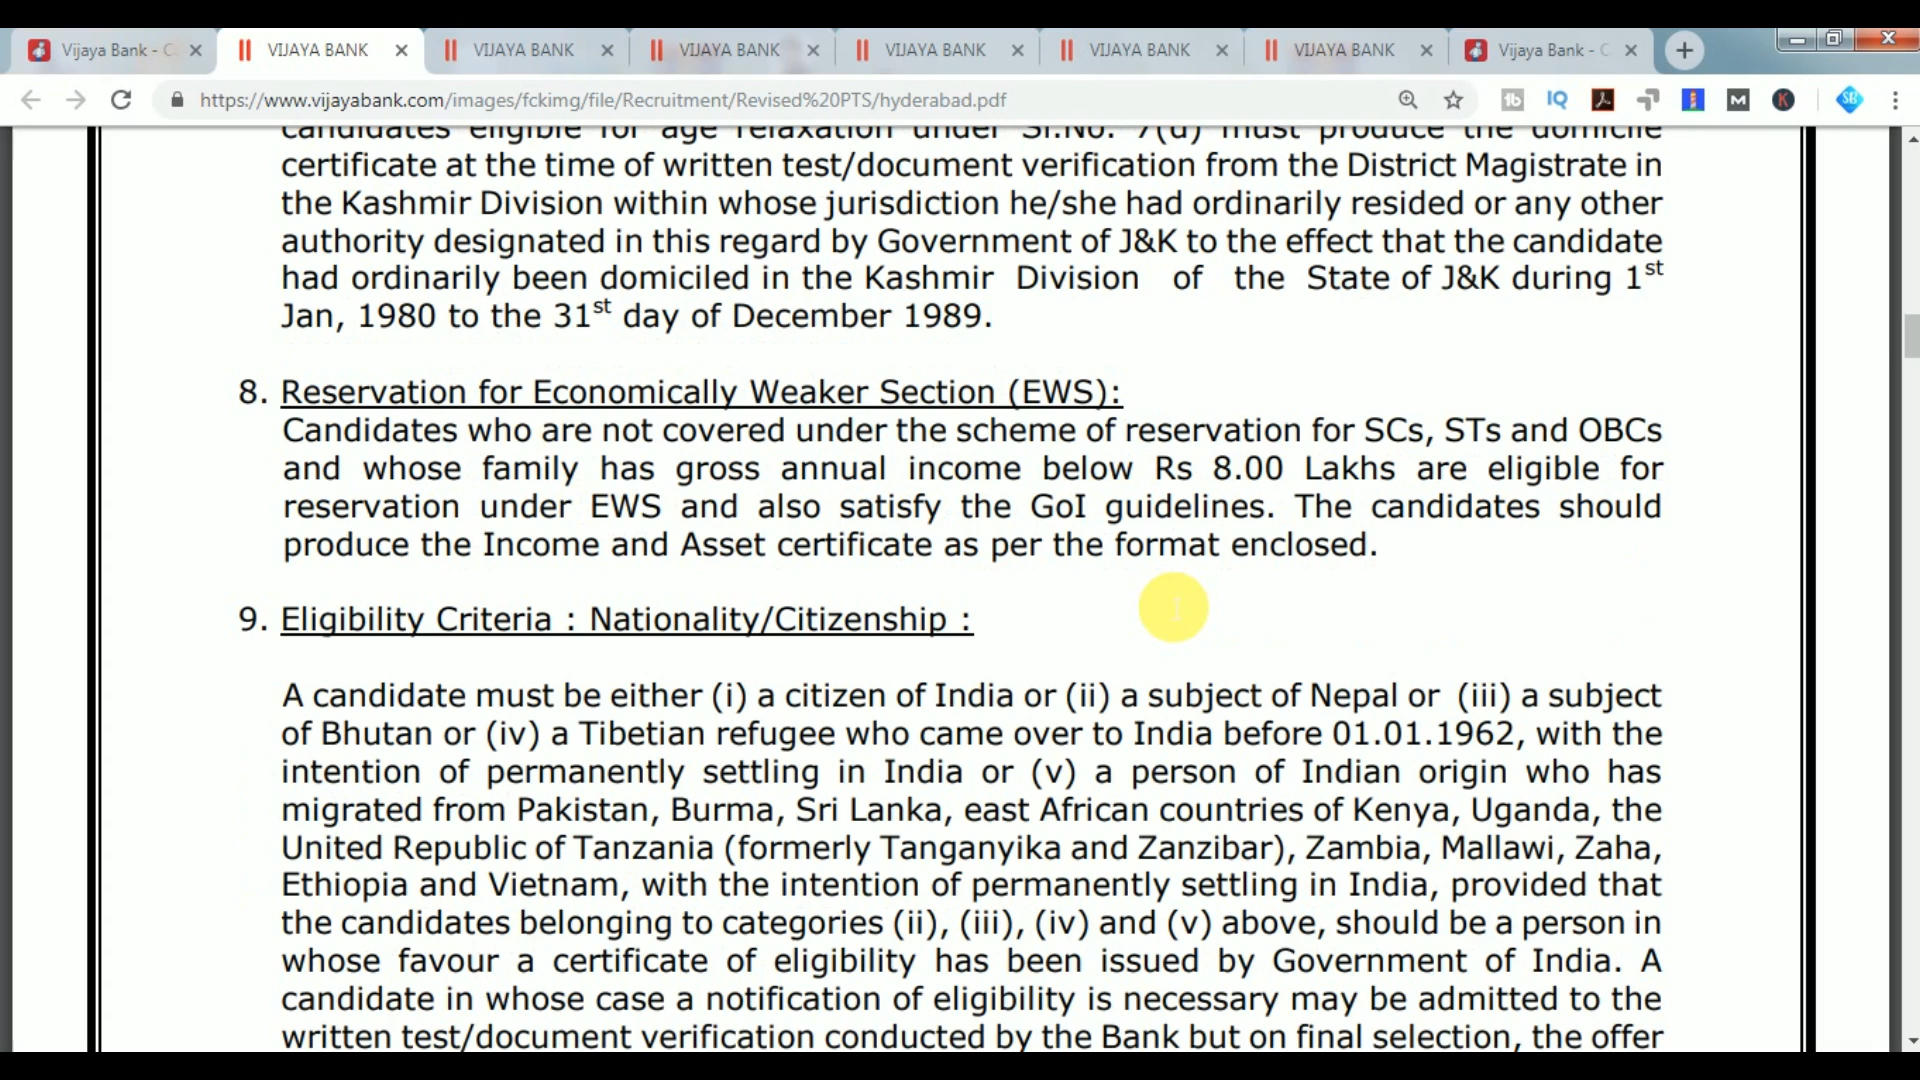 Vijaya Bank - C
VIJAYA BANK
VIJAYA BANK
VIJAYA BANK
VIJAYA BANK
VIJAYA BANK
VIJAYA BANK
Vijaya Bank - C
https://www.vijayabank.com/images/fckimg/file/Recruitment/Revised%20PTS/hyderabad.pdf
candidates eligible for age relaxation under Sl.No. 7(d) must produce the domicile
certificate at the time of written test/document verification from the District Magistrate in
the Kashmir Division within whose jurisdiction he/she had ordinarily resided or any other
authority designated in this regard by Government of J&K to the effect that the candidate
had ordinarily been domiciled in the Kashmir Division of the State of J&K during 1st
Jan, 1980 to the 31st day of December 1989.
8. Reservation for Economically Weaker Section (EWS):
Candidates who are not covered under the scheme of reservation for SCs, STs and OBCs
and whose family has gross annual income below Rs 8.00 Lakhs are eligible for
reservation under EWS and also satisfy the GoI guidelines. The candidates should
produce the Income and Asset certificate as per the format enclosed.
9. Eligibility Criteria : Nationality/Citizenship :
A candidate must be either (i) a citizen of India or (ii) a subject of Nepal or (iii) a subject
of Bhutan or (iv) a Tibetian refugee who came over to India before 01.01.1962, with the
intention of permanently settling in India or (v) a person of Indian origin who has
migrated from Pakistan, Burma, Sri Lanka, east African countries of Kenya, Uganda, the
United Republic of Tanzania (formerly Tanganyika and Zanzibar), Zambia, Mallawi, Zaha,
Ethiopia and Vietnam, with the intention of permanently settling in India, provided that
the candidates belonging to categories (ii), (iii), (iv) and (v) above, should be a person in
whose favour a certificate of eligibility has been issued by Government of India. A
candidate in whose case a notification of eligibility is necessary may be admitted to the
written test/document verification conducted by the Bank but on final selection, the offer